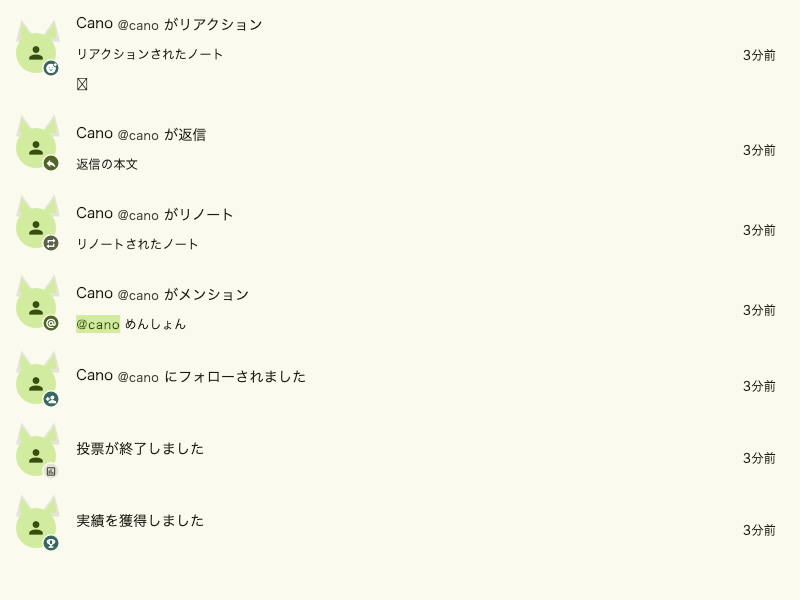 Cano @cano がリアクション
リアクションされたノート
3分前
Cano @cano が返信
返信の本文
3分前
Cano @cano がリノート
リノートされたノート
3分前
Cano @cano がメンション
@cano めんしょん
3分前
Cano @cano にフォローされました
3分前
投票が終了しました
3分前
実績を獲得しました
3分前